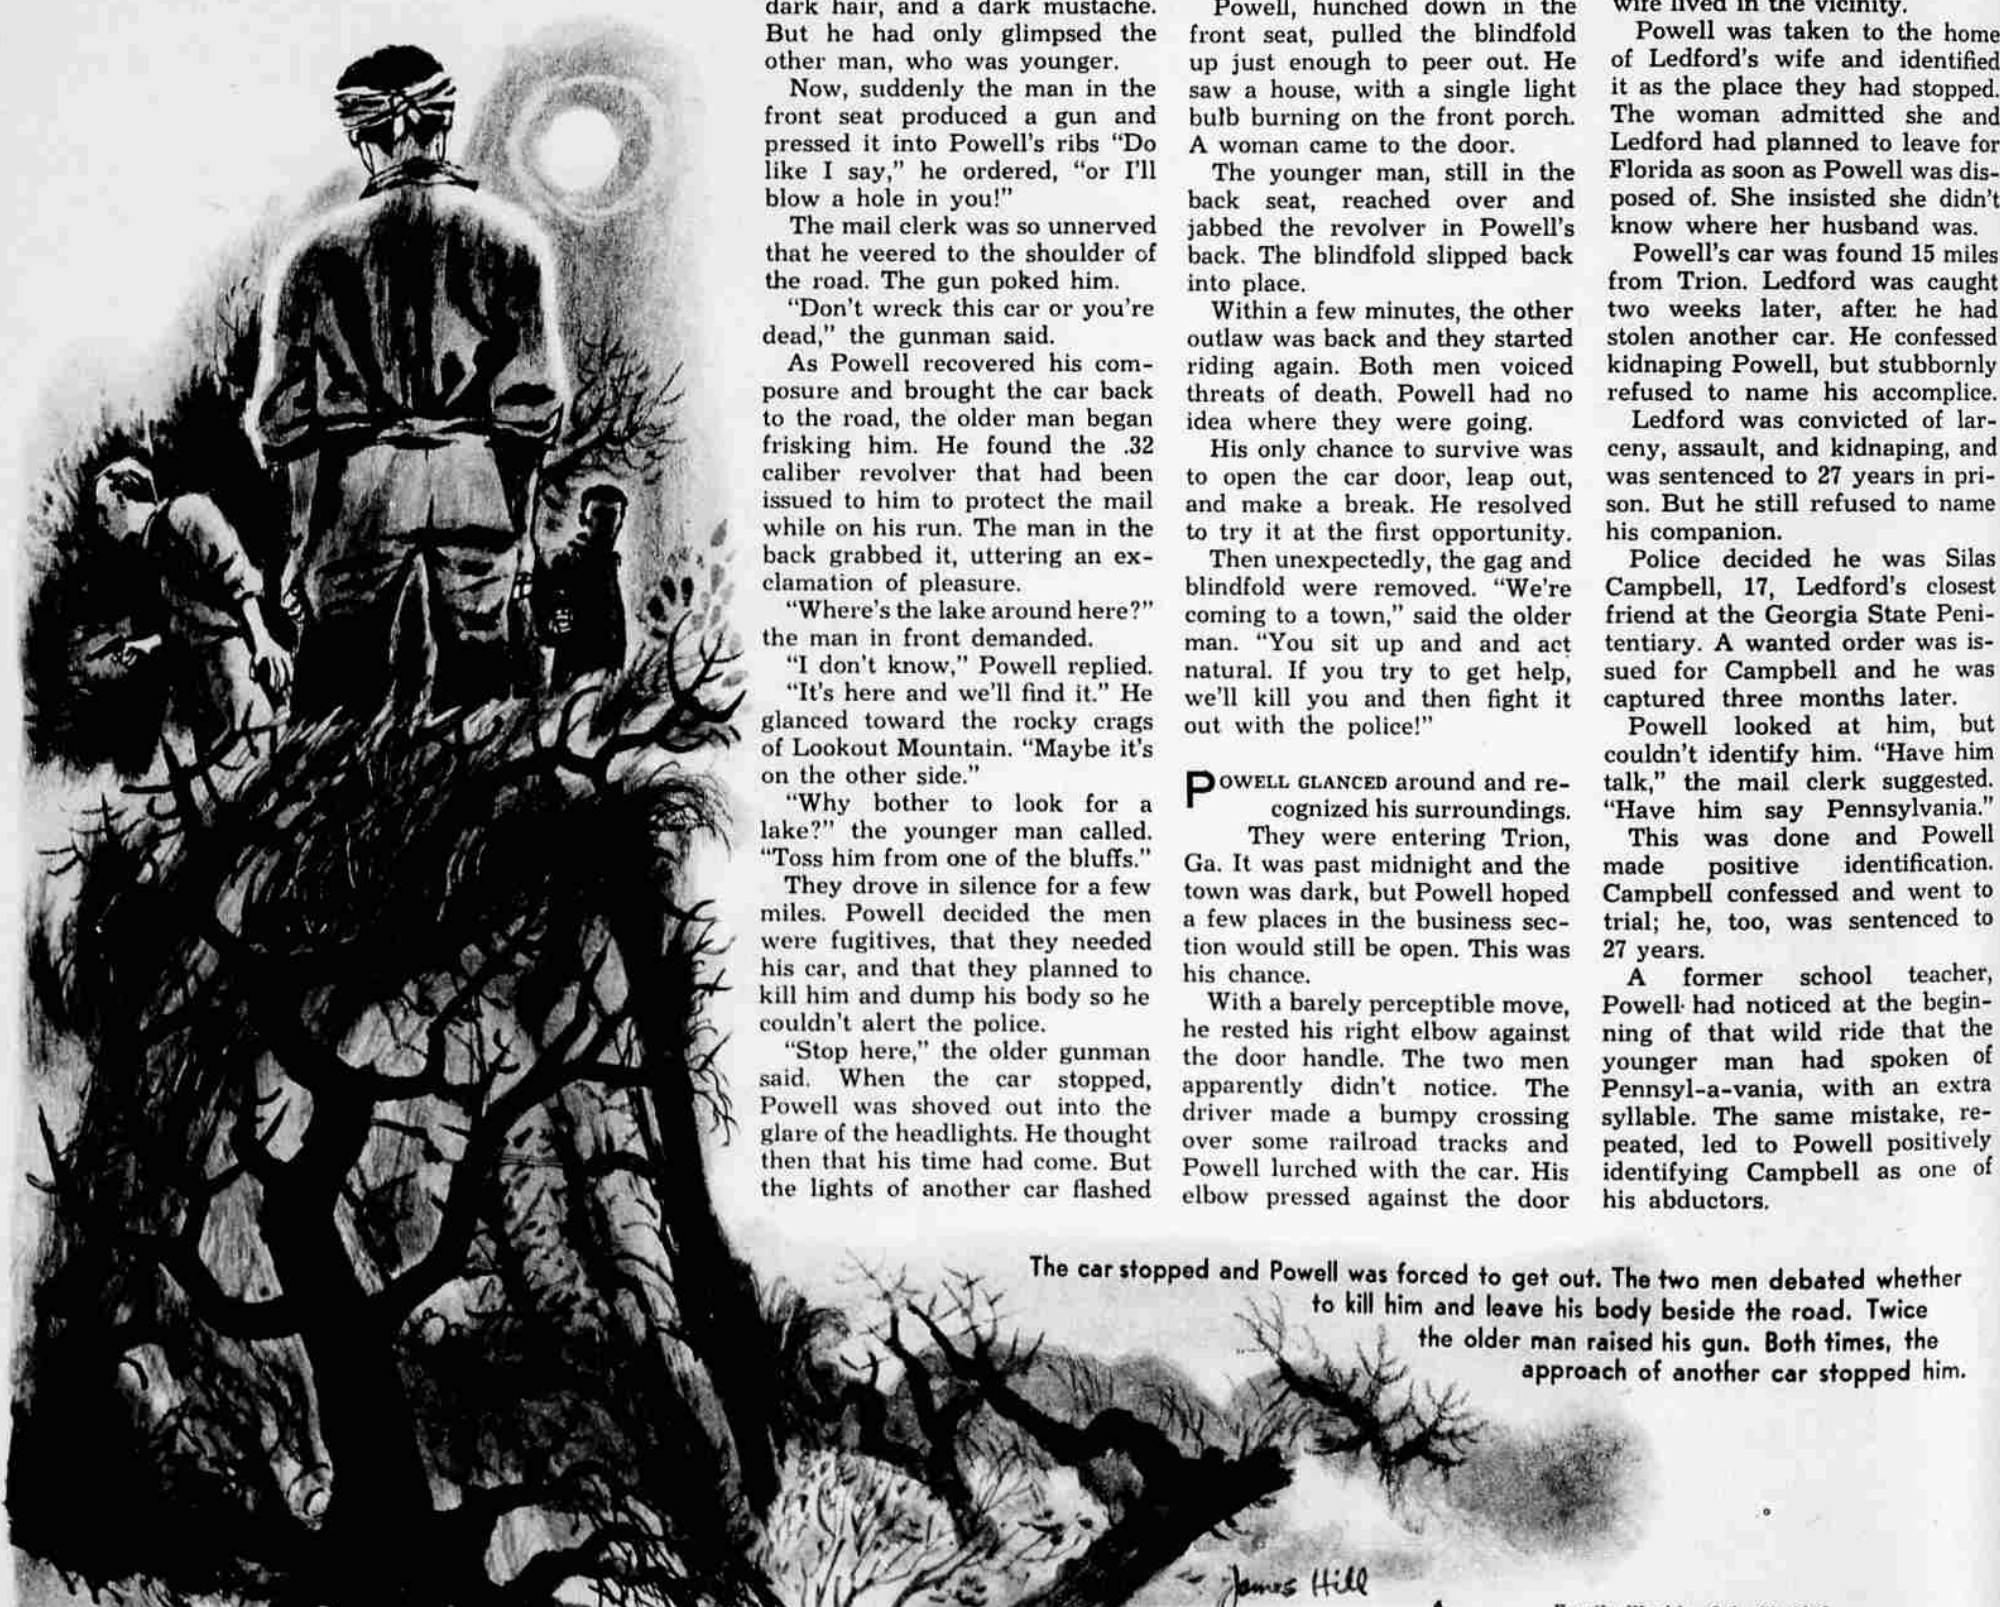 dark hair, and a dark mustache.
But he had only glimpsed the
other man, who was younger.
Now, suddenly the man in the
front seat produced a gun and
pressed it into Powell's ribs "Do
like I say," he ordered, "or I'll
blow a hole in you!"
The mail clerk was so unnerved
that he veered to the shoulder of
the road. The gun poked him.
"Don't wreck this car or you're
dead," the gunman said.
As Powell recovered his com-
posure and brought the car back
to the road, the older man began
frisking him. He found the .32
caliber revolver that had been
issued to him to protect the mail
while on his run. The man in the
back grabbed it, uttering an ex-
clamation of pleasure.
"Where's the lake around here?"
the man in front demanded.
"I don't know," Powell replied.
"It's here and we'll find it." He
glanced toward the rocky crags
of Lookout Mountain. "Maybe it's
on the other side."
"Why bother to look for a
lake?" the younger man called.
"Toss him from one of the bluffs."
They drove in silence for a few
miles. Powell decided the men
were fugitives, that they needed
his car, and that they planned to
kill him and dump his body so he
couldn't alert the police.
"Stop here," the older gunman
said. When the car stopped,
Powell was shoved out into the
glare of the headlights. He thought
then that his time had come. But
the lights of another car flashed
Powell, hunched down in the
front seat, pulled the blindfold
up just enough to peer out. He
saw a house, with a single light
bulb burning on the front porch.
A woman came to the door.
The younger man, still in the
back seat, reached over and
jabbed the revolver in Powell's
back. The blindfold slipped back
into place.
Within a few minutes, the other
outlaw was back and they started
riding again. Both men voiced
threats of death. Powell had no
idea where they were going.
His only chance to survive was
to open the car door, leap out,
and make a break. He resolved
to try it at the first opportunity.
Then unexpectedly, the gag and
blindfold were removed. "We're
coming to a town," said the older
man. "You sit up and and act
natural. If you try to get help,
we'll kill you and then fight it
out with the police!"
POWELL GLANCED around and re-
cognized his surroundings.
They were entering Trion,
Ga. It was past midnight and the
town was dark, but Powell hoped
a few places in the business sec-
tion would still be open. This was
his chance.
With a barely perceptible move,
he rested his right elbow against
the door handle. The two men
apparently didn't notice. The
driver made a bumpy crossing
over some railroad tracks and
Powell lurched with the car. His
elbow pressed against the door
wife lived in the vicinity.
Powell was taken to the home
of Ledford's wife and identified
it as the place they had stopped.
The woman admitted she and
Ledford had planned to leave for
Florida as soon as Powell was dis-
posed of. She insisted she didn't
know where her husband was.
Powell's car was found 15 miles
from Trion. Ledford was caught
two weeks later, after he had
stolen another car. He confessed
kidnaping Powell, but stubbornly
refused to name his accomplice.
Ledford was convicted of lar-
ceny, assault, and kidnaping, and
was sentenced to 27 years in pri-
son. But he still refused to name
his companion.
Police decided he was Silas
Campbell, 17, Ledford's closest
friend at the Georgia State Peni-
tentiary. A wanted order was is-
sued for Campbell and he was
captured three months later.
Powell looked at him, but
couldn't identify him. "Have him
talk," the mail clerk suggested.
"Have him say Pennsylvania."
This was done and Powell
made positive identification.
Campbell confessed and went to
trial; he, too, was sentenced to
27 years.
A former school teacher,
Powell had noticed at the begin-
ning of that wild ride that the
younger man had spoken of
Pennsyl-a-vania, with an extra
syllable. The same mistake, re-
peated, led to Powell positively
identifying Campbell as one of
his abductors.
The car stopped and Powell was forced to get out. The two men debated whether
to kill him and leave his body beside the road. Twice
the older man raised his gun. Both times, the
approach of another car stopped him.
James Hill